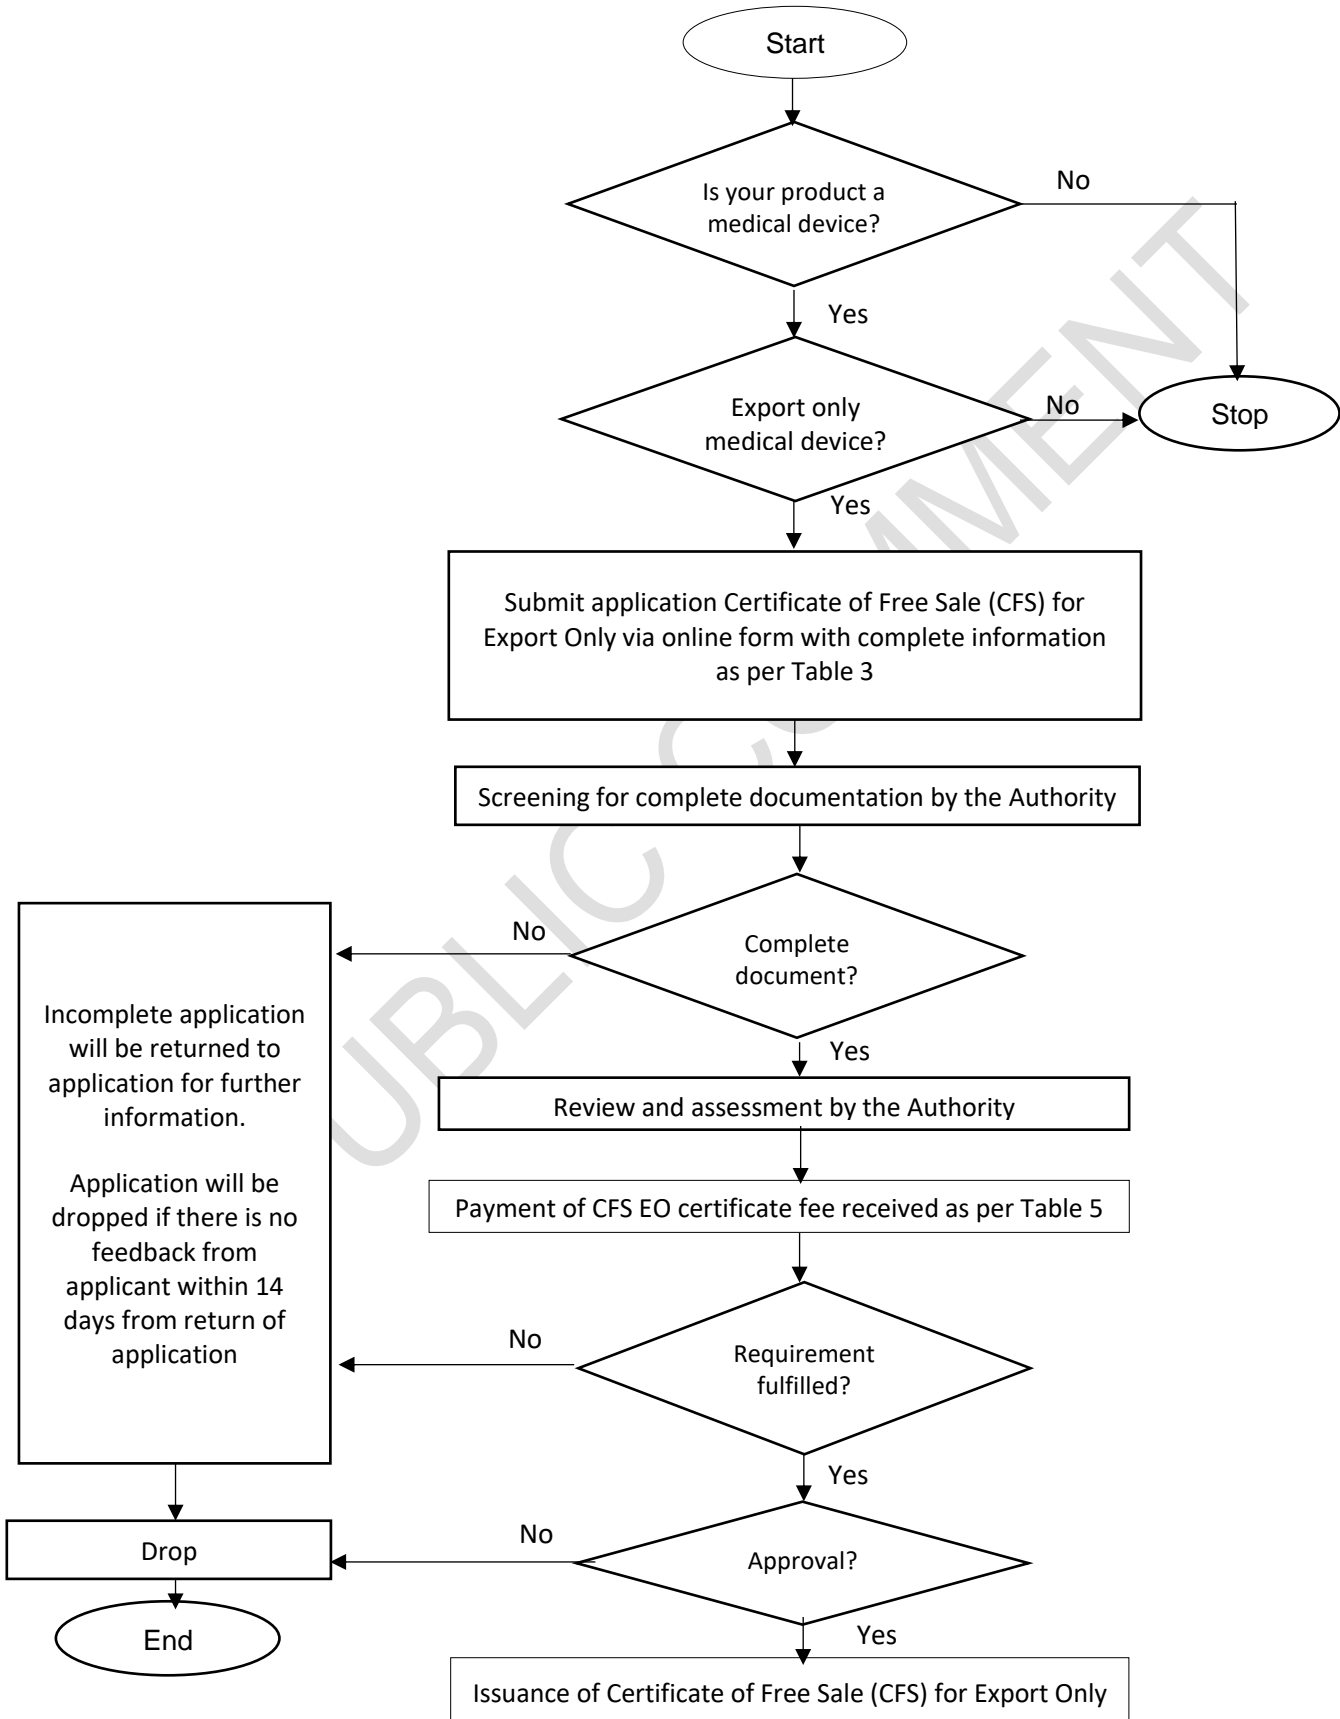 Start
Is your product a
medical device?
No
Yes
Export only
medical device?
No
Stop
Yes
Submit application Certificate of Free Sale (CFS) for
Export Only via online form with complete information
as per Table 3
Screening for complete documentation by the Authority
Complete
document?
No
Yes
Incomplete application
will be returned to
application for further
information.
Application will be
dropped if there is no
feedback from
applicant within 14
days from return of
application
Review and assessment by the Authority
Payment of CFS EO certificate fee received as per Table 5
Requirement
fulfilled?
No
Yes
Approval?
No
Drop
End
Yes
Issuance of Certificate of Free Sale (CFS) for Export Only